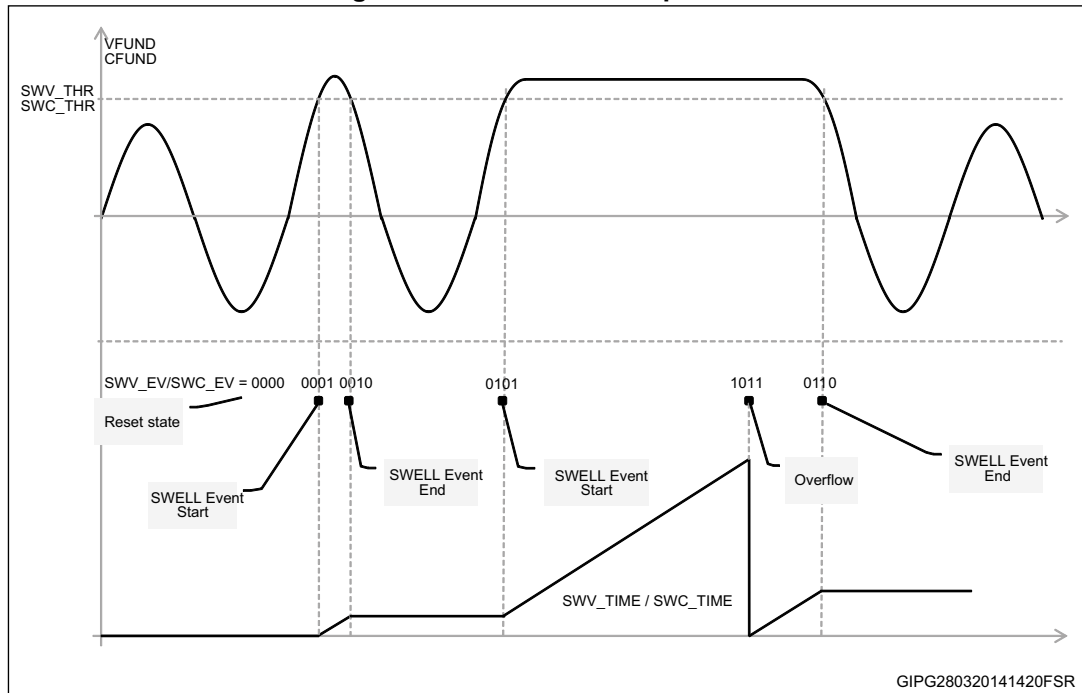 VFUND
CFUND
SWV_THR
SWC_THR
SWV_EV/SWC_EV = 0000 0001 0010 0101 1011 0110
Reset state
SWELL Event
Start
SWELL Event
End
SWELL Event
Start
Overflow
SWELL Event
End
SWV_TIME / SWC_TIME
GIPG280320141420FSR